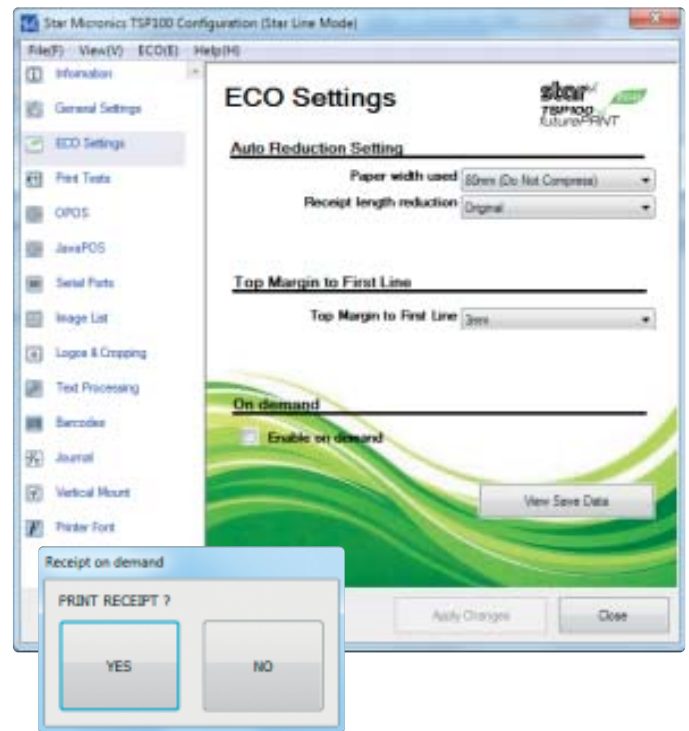 Star Micronics TSP100 Configuration (Star Line Mode)
File(F) View(V) ECO(E) Help(H)
Information
General Settings
ECO Settings
Print Tests
OPOS
JavaPOS
Serial Ports
Image List
Logos & Cropping
Text Processing
Barcodes
Journal
Vertical Mount
Printer Font
ECO Settings
star
TSP100
futurePRNT
Auto Reduction Setting
Paper width used 80mm (Do Not Compress)
Receipt length reduction Original
Top Margin to First Line
Top Margin to First Line 3mm
On demand
Enable on demand
View Save Data
Apply Changes Close
Receipt on demand
PRINT RECEIPT ?
YES NO